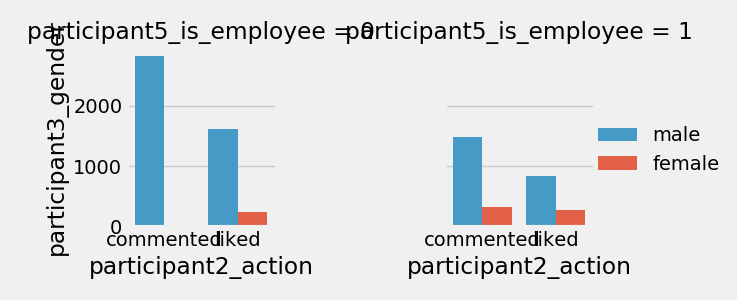 participant5_is_employee = 0
participant5_is_employee = 1
participant3_gender
2000
1000
0
commented
liked
commented
liked
participant2_action
participant2_action
male
female